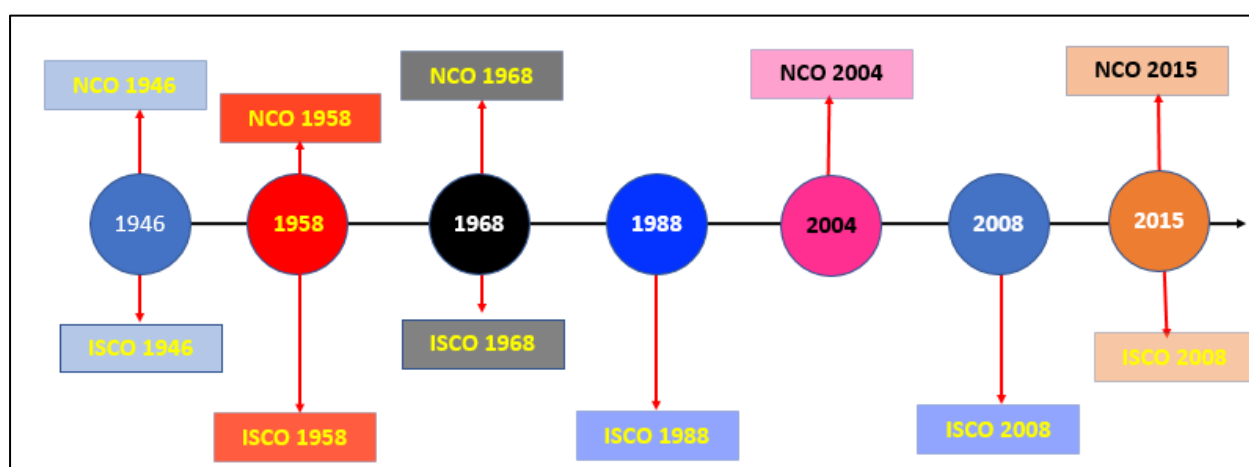 NCO 1946
NCO 1958
NCO 1968
NCO 2004
NCO 2015
1946
1958
1968
1988
2004
2008
2015
ISCO 1946
ISCO 1958
ISCO 1968
ISCO 1988
ISCO 2008
ISCO 2008